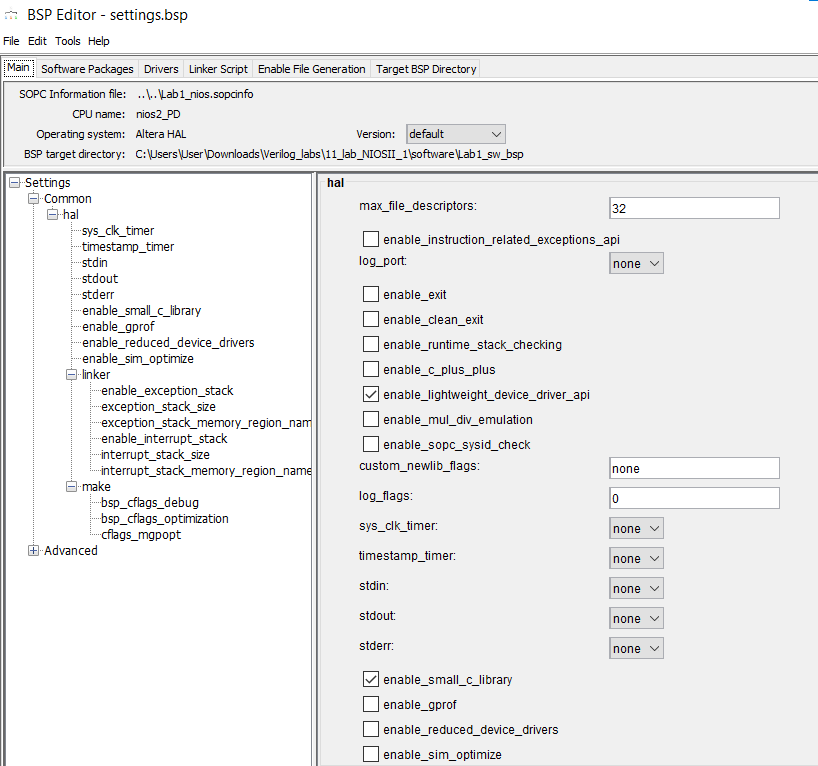 BSP Editor - settings.bsp
File Edit Tools Help
Main Software Packages Drivers Linker Script Enable File Generation Target BSP Directory
SOPC Information file: ..\..\Lab1_nios.sopcinfo
CPU name: nios2_PD
Operating system: Altera HAL Version: default
BSP target directory: C:\Users\User\Downloads\Verilog_labs\11_lab_NIOSII_1\software\Lab1_sw_bsp
Settings
Common
hal
sys_clk_timer
timestamp_timer
stdin
stdout
stderr
enable_small_c_library
enable_gprof
enable_reduced_device_drivers
enable_sim_optimize
linker
enable_exception_stack
exception_stack_size
exception_stack_memory_region_nam
enable_interrupt_stack
interrupt_stack_size
interrupt_stack_memory_region_name
make
bsp_cflags_debug
bsp_cflags_optimization
cflags_mgpopt
Advanced
hal
max_file_descriptors: 32
enable_instruction_related_exceptions_api
log_port: none
enable_exit
enable_clean_exit
enable_runtime_stack_checking
enable_c_plus_plus
enable_lightweight_device_driver_api
enable_mul_div_emulation
enable_sopc_sysid_check
custom_newlib_flags: none
log_flags: 0
sys_clk_timer: none
timestamp_timer: none
stdin: none
stdout: none
stderr: none
enable_small_c_library
enable_gprof
enable_reduced_device_drivers
enable_sim_optimize